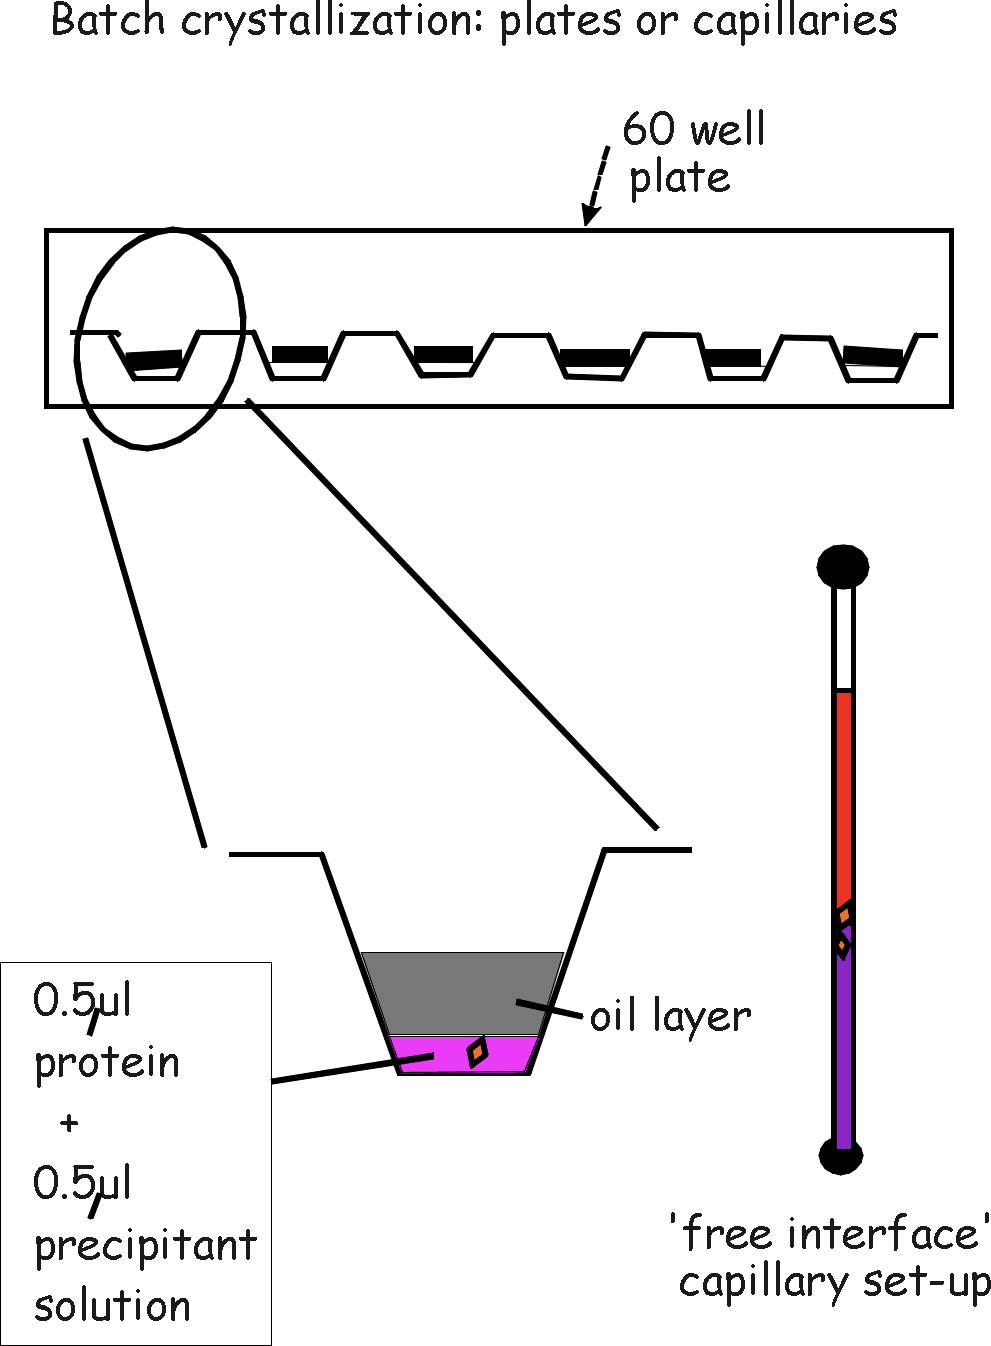 Batch crystallization: plates or capillaries
60 well
plate
oil layer
0.5µl
protein
+
0.5µl
precipitant
solution
'free interface'
capillary set-up